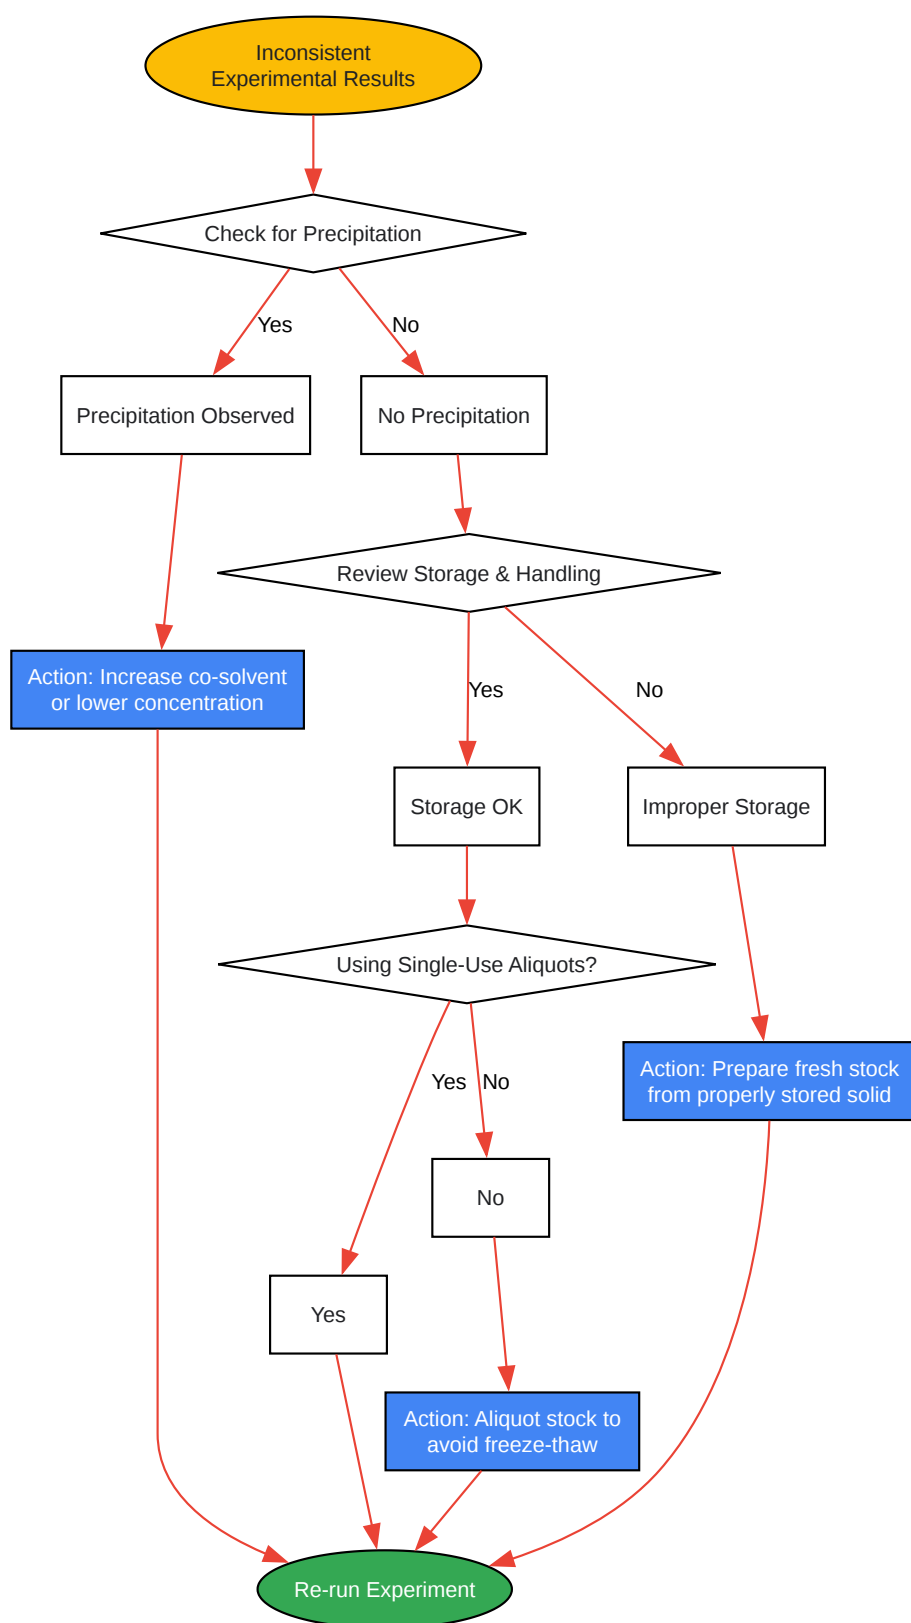 Inconsistent
Experimental Results
Check for Precipitation
Yes
No
Precipitation Observed
No Precipitation
Review Storage & Handling
Action: Increase co-solvent
or lower concentration
Yes
No
Storage OK
Improper Storage
Using Single-Use Aliquots?
Action: Prepare fresh stock
from properly stored solid
Yes
No
No
Yes
Action: Aliquot stock to
avoid freeze-thaw
Re-run Experiment